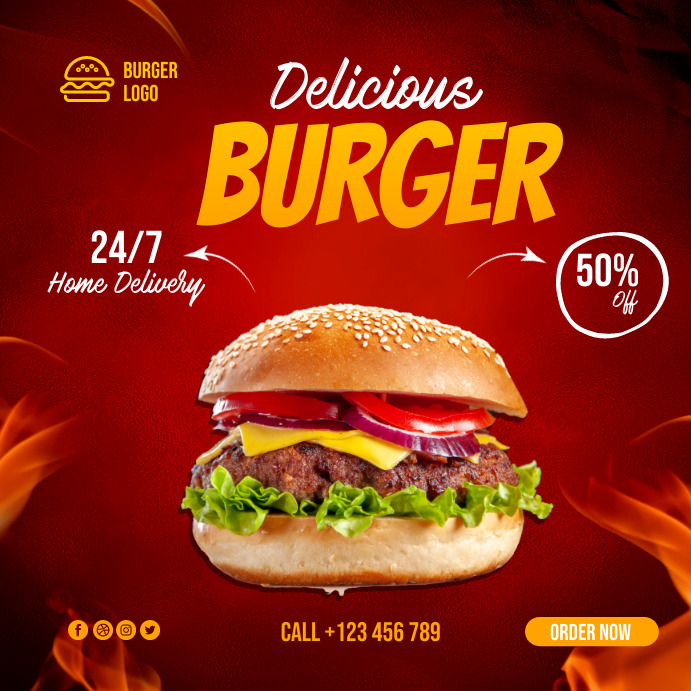 BURGER
LOGO
Delicious
BURGER
24/7
Home Delivery
50%
Off
CALL +123 456 789
ORDER NOW